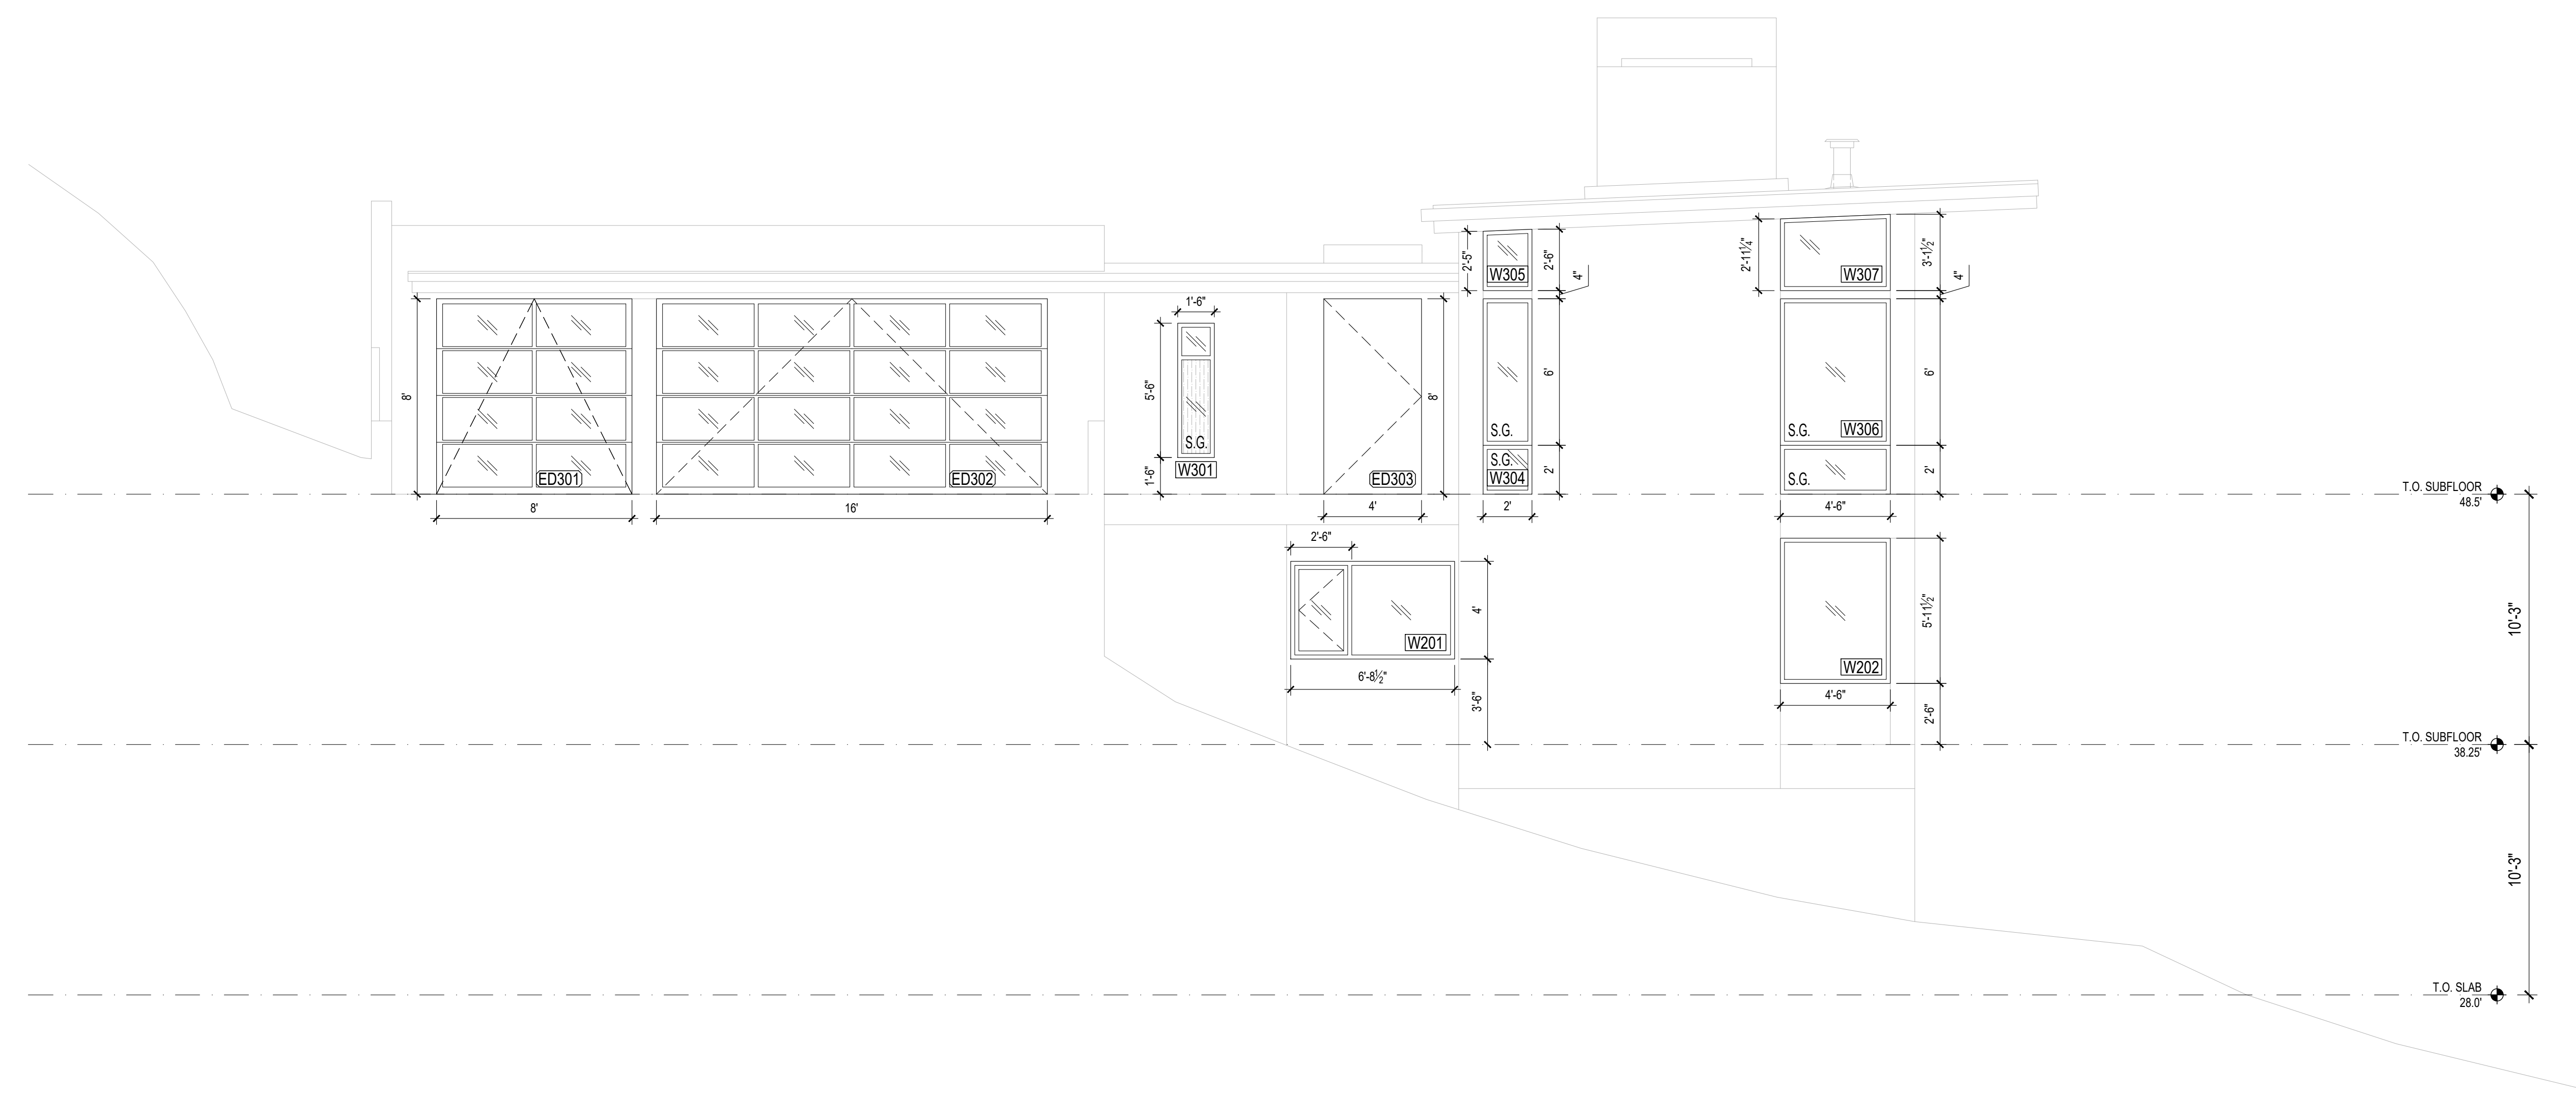 2'-5"
W305
2'-6"
4"
2'-11¼"
W307
3'-1½"
4"
8'
ED301
8'
ED302
16'
1'-6"
5'-6"
S.G.
W301
1'-6"
ED303
8'
4'
6'
S.G.
S.G.
W304
2'
2'
6'
S.G.
W306
S.G.
2'
4'-6"
T.O. SUBFLOOR
48.5'
2'-6"
W201
4'
6'-8½"
3'-6"
W202
5'-11½"
4'-6"
2'-6"
10'-3"
T.O. SUBFLOOR
38.25'
10'-3"
T.O. SLAB
28.0'